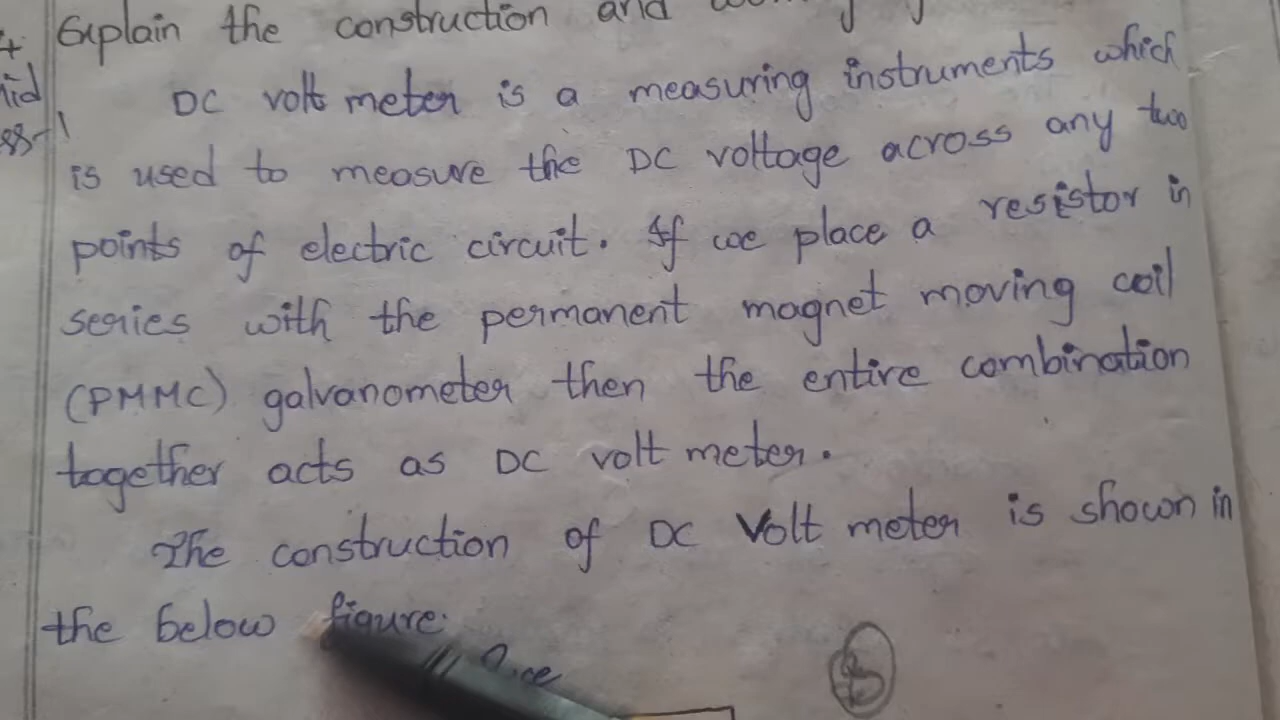 Explain the construction and
DC volt meter is a measuring instruments which
is used to measure the DC voltage across any two
points of electric circuit. If we place a resistor in
series with the permanent magnet moving coil
(PMMC) galvanometer then the entire combination
together acts as DC volt meter.
The construction of DC Volt meter is shown in
the below figure.